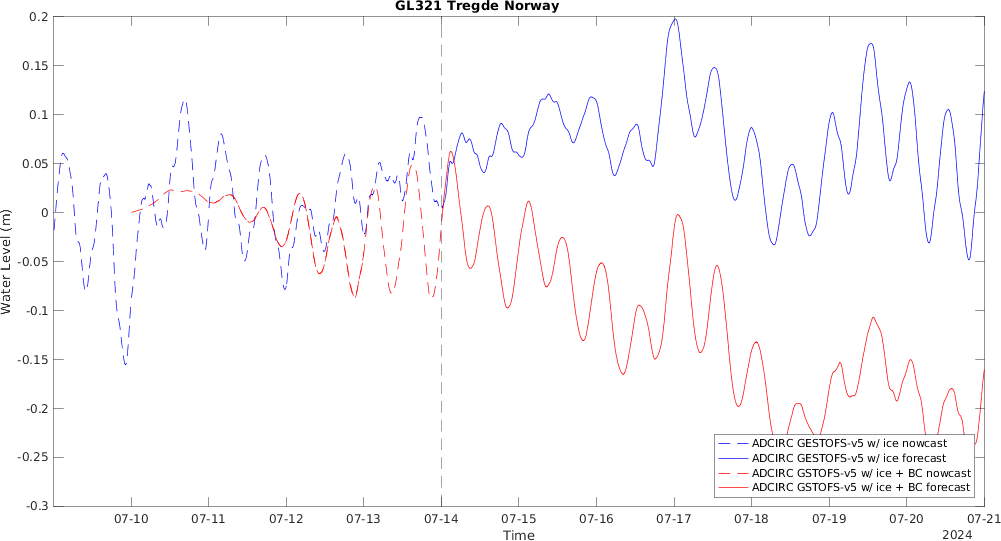 GL321 Tregde Norway
0.2
0.15
0.1
0.05
0
-0.05
-0.1
-0.15
-0.2
-0.25
-0.3
Water Level (m)
ADCIRC GESTOFS-v5 w/ ice nowcast
ADCIRC GESTOFS-v5 w/ ice forecast
ADCIRC GSTOFS-v5 w/ ice + BC nowcast
ADCIRC GSTOFS-v5 w/ ice + BC forecast
07-10 07-11 07-12 07-13 07-14 07-15 07-16 07-17 07-18 07-19 07-20 07-21
Time
2024